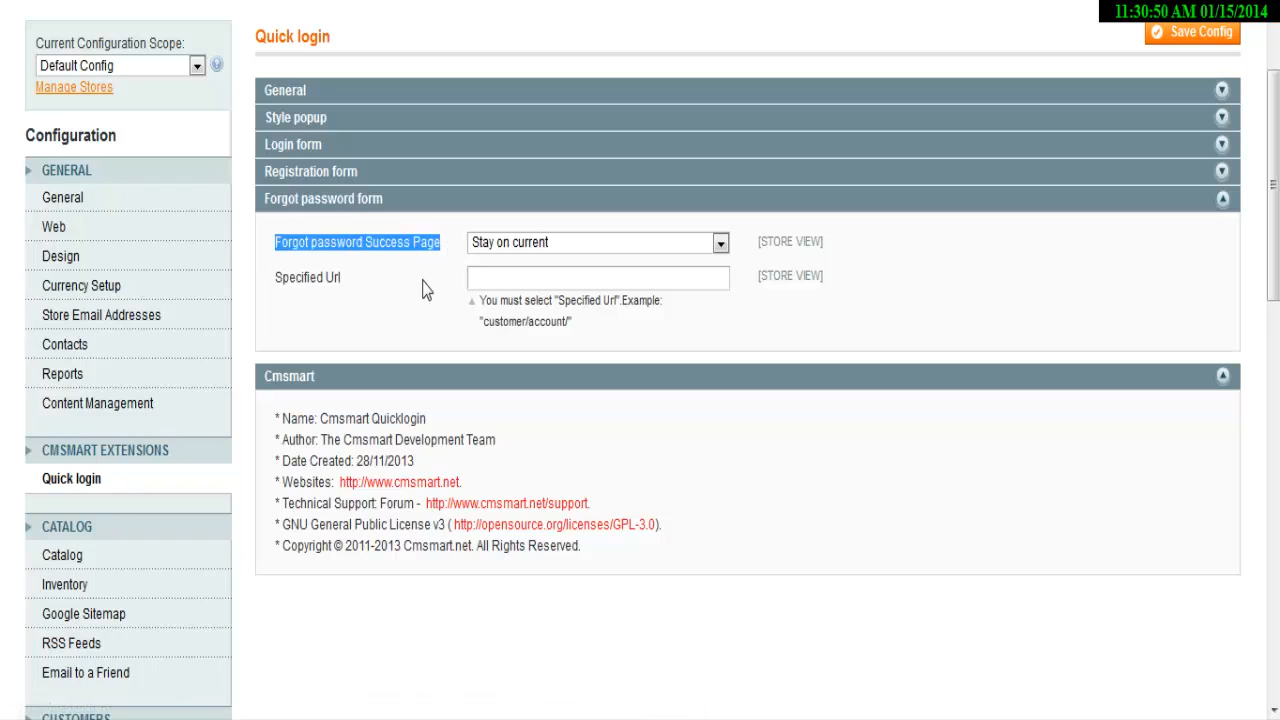 11:30:50 AM 01/15/2014
Current Configuration Scope:
Default Config
Manage Stores
Configuration
GENERAL
General
Web
Design
Currency Setup
Store Email Addresses
Contacts
Reports
Content Management
CMSMART EXTENSIONS
Quick login
CATALOG
Catalog
Inventory
Google Sitemap
RSS Feeds
Email to a Friend
CUSTOMERS
Quick login
Save Config
General
Style popup
Login form
Registration form
Forgot password form
Forgot password Success Page Stay on current [STORE VIEW]
Specified Url [STORE VIEW]
You must select "Specified Url".Example:
"customer/account/"
Cmsmart
* Name: Cmsmart Quicklogin
* Author: The Cmsmart Development Team
* Date Created: 28/11/2013
* Websites: http://www.cmsmart.net.
* Technical Support: Forum - http://www.cmsmart.net/support.
* GNU General Public License v3 ( http://opensource.org/licenses/GPL-3.0).
* Copyright © 2011-2013 Cmsmart.net. All Rights Reserved.